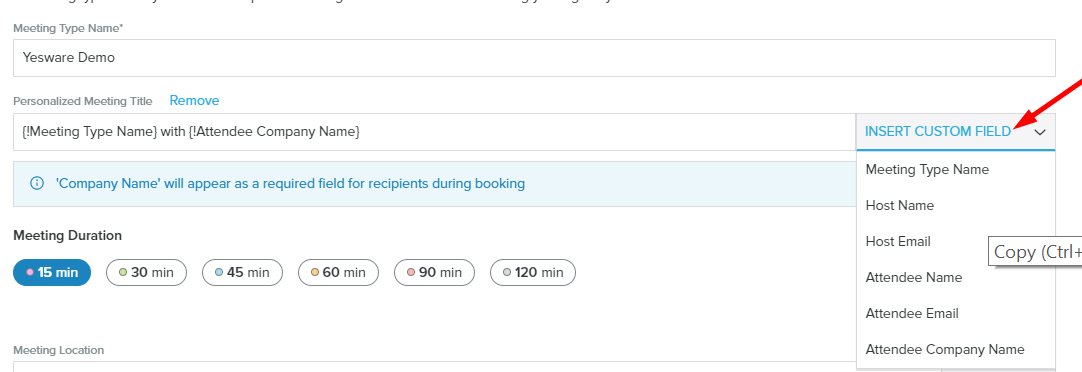 Meeting Type Name*
Yesware Demo
Personalized Meeting Title Remove
{!Meeting Type Name} with {!Attendee Company Name}
INSERT CUSTOM FIELD
'Company Name' will appear as a required field for recipients during booking
Meeting Type Name
Host Name
Host Email
Attendee Name
Attendee Email
Attendee Company Name
Copy (Ctrl+
Meeting Duration
15 min 30 min 45 min 60 min 90 min 120 min
Meeting Location